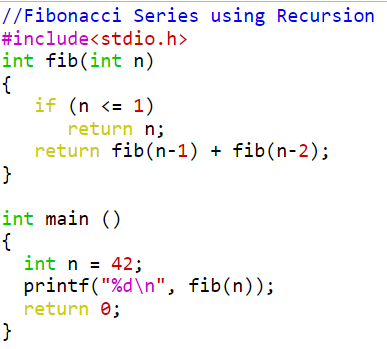 //Fibonacci Series using Recursion
#include<stdio.h>
int fib(int n)
{
   if (n <= 1)
      return n;
   return fib(n-1) + fib(n-2);
}

int main ()
{
  int n = 42;
  printf("%d\n", fib(n));
  return 0;
}